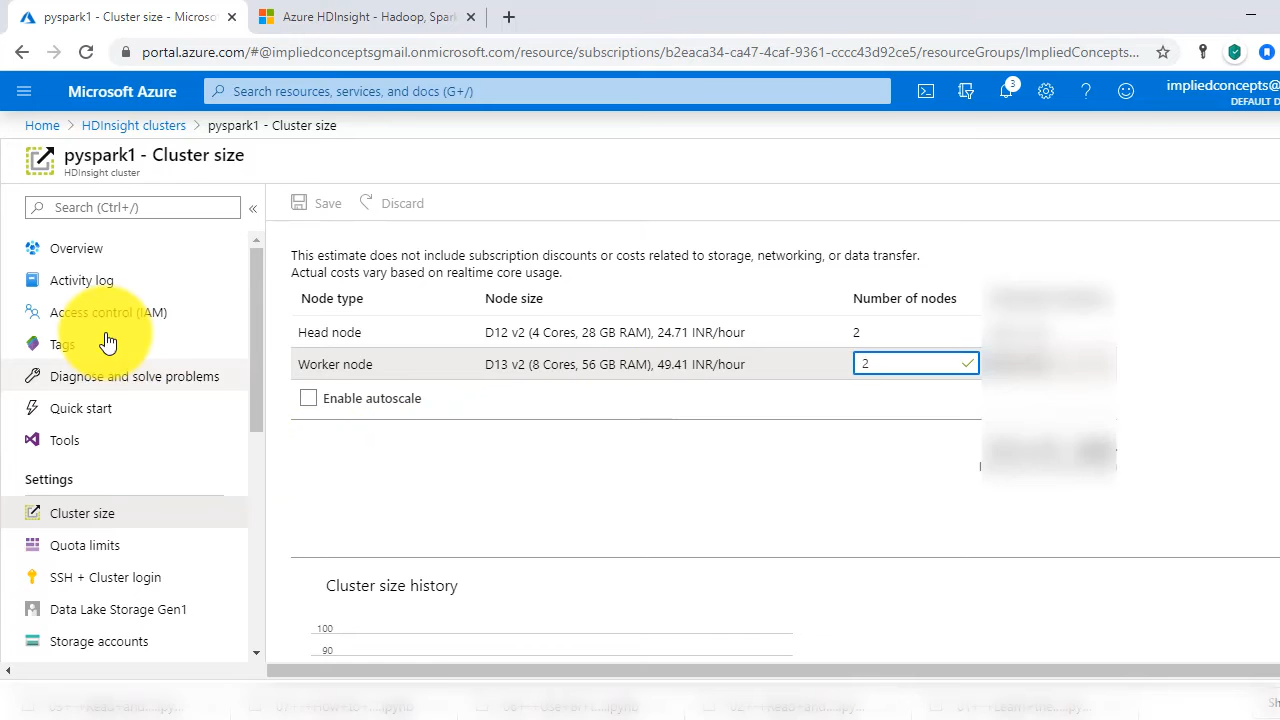 pyspark1 - Cluster size - Micros
Azure HDInsight - Hadoop, Spark
portal.azure.com/#@impliedconceptsgmail.onmicrosoft.com/resource/subscriptions/b2eaca34-ca47-4caf-9361-cccc43d92ce5/resourceGroups/ImpliedConcepts...
Microsoft Azure
Search resources, services, and docs (G+/)
3
impliedconcepts@
DEFAULT D
Home > HDInsight clusters > pyspark1 - Cluster size
pyspark1 - Cluster size
HDInsight cluster
Search (Ctrl+/)
«
Overview
Activity log
Access control (IAM)
Tags
Diagnose and solve problems
Quick start
Tools
Settings
Cluster size
Quota limits
SSH + Cluster login
Data Lake Storage Gen1
Storage accounts
Save
Discard
This estimate does not include subscription discounts or costs related to storage, networking, or data transfer.
Actual costs vary based on realtime core usage.
Node type Node size Number of nodes
Head node D12 v2 (4 Cores, 28 GB RAM), 24.71 INR/hour 2
Worker node D13 v2 (8 Cores, 56 GB RAM), 49.41 INR/hour 2
Enable autoscale
Cluster size history
100
90